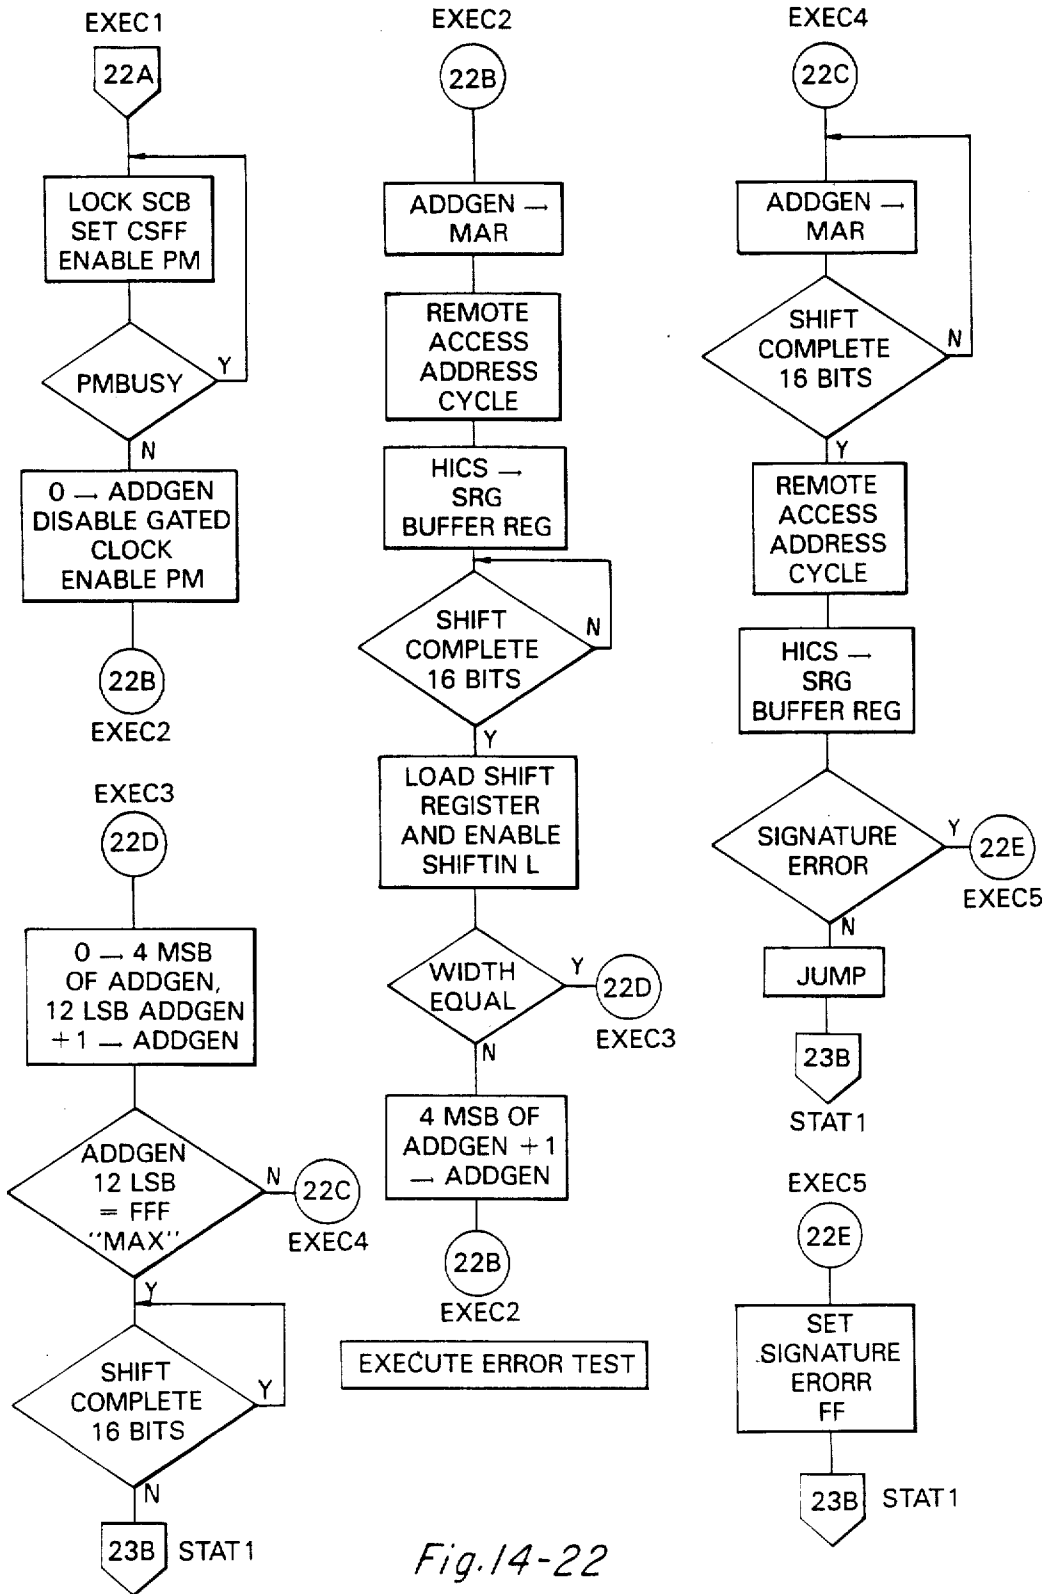 EXEC1
22A
LOCK SCB
SET CSFF
ENABLE PM
PMBUSY
Y
N
0 → ADDGEN
DISABLE GATED
CLOCK
ENABLE PM
22B
EXEC2
EXEC3
22D
0 → 4 MSB
OF ADDGEN,
12 LSB ADDGEN
+1 → ADDGEN
ADDGEN
12 LSB
= FFF
"MAX"
N
22C
EXEC4
Y
SHIFT
COMPLETE
16 BITS
Y
N
23B STAT1
EXEC2
22B
ADDGEN →
MAR
REMOTE
ACCESS
ADDRESS
CYCLE
HICS →
SRG
BUFFER REG
SHIFT
COMPLETE
16 BITS
N
Y
LOAD SHIFT
REGISTER
AND ENABLE
SHIFTIN L
WIDTH
EQUAL
Y
22D
EXEC3
N
4 MSB OF
ADDGEN +1
→ ADDGEN
22B
EXEC2
EXECUTE ERROR TEST
EXEC4
22C
ADDGEN →
MAR
SHIFT
COMPLETE
16 BITS
N
Y
REMOTE
ACCESS
ADDRESS
CYCLE
HICS →
SRG
BUFFER REG
SIGNATURE
ERROR
Y
22E
EXEC5
N
JUMP
23B
STAT1
EXEC5
22E
SET
SIGNATURE
ERORR
FF
23B STAT1
Fig.14-22